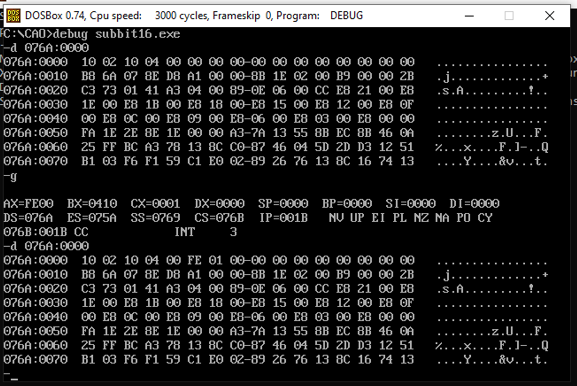 DOSBox 0.74, Cpu speed: 3000 cycles, Frameskip 0, Program: DEBUG
C:\CAO>debug subbit16.exe
-d 076A:0000
076A:0000 10 02 10 04 00 00 00 00-00 00 00 00 00 00 00 00 ................
076A:0010 B8 6A 07 8E D8 A1 00 00-8B 1E 02 00 B9 00 00 2B .j.............+
076A:0020 C3 73 01 41 A3 04 00 89-0E 06 00 CC E8 21 00 E8 .s.A.........!..
076A:0030 1E 00 E8 1B 00 E8 18 00-E8 15 00 E8 12 00 E8 0F ................
076A:0040 00 E8 0C 00 E8 09 00 E8-06 00 E8 03 00 E8 00 00 ................
076A:0050 FA 1E 2E 8E 1E 00 00 A3-7A 13 55 8B EC 8B 46 0A ........z.U...F.
076A:0060 25 FF BC A3 78 13 8C C0-87 46 04 5D 2D D3 12 51 %...x....F.]-..Q
076A:0070 B1 03 F6 F1 59 C1 E0 02-89 26 76 13 8C 16 74 13 ....Y....&v...t.
-g
AX=FE00 BX=0410 CX=0001 DX=0000 SP=0000 BP=0000 SI=0000 DI=0000
DS=076A ES=075A SS=0769 CS=076B IP=001B NV UP EI PL NZ NA PO CY
076B:001B CC INT 3
-d 076A:0000
076A:0000 10 02 10 04 00 FE 01 00-00 00 00 00 00 00 00 00 ................
076A:0010 B8 6A 07 8E D8 A1 00 00-8B 1E 02 00 B9 00 00 2B .j.............+
076A:0020 C3 73 01 41 A3 04 00 89-0E 06 00 CC E8 21 00 E8 .s.A.........!..
076A:0030 1E 00 E8 1B 00 E8 18 00-E8 15 00 E8 12 00 E8 0F ................
076A:0040 00 E8 0C 00 E8 09 00 E8-06 00 E8 03 00 E8 00 00 ................
076A:0050 FA 1E 2E 8E 1E 00 00 A3-7A 13 55 8B EC 8B 46 0A ........z.U...F.
076A:0060 25 FF BC A3 78 13 8C C0-87 46 04 5D 2D D3 12 51 %...x....F.]-..Q
076A:0070 B1 03 F6 F1 59 C1 E0 02-89 26 76 13 8C 16 74 13 ....Y....&v...t.
-